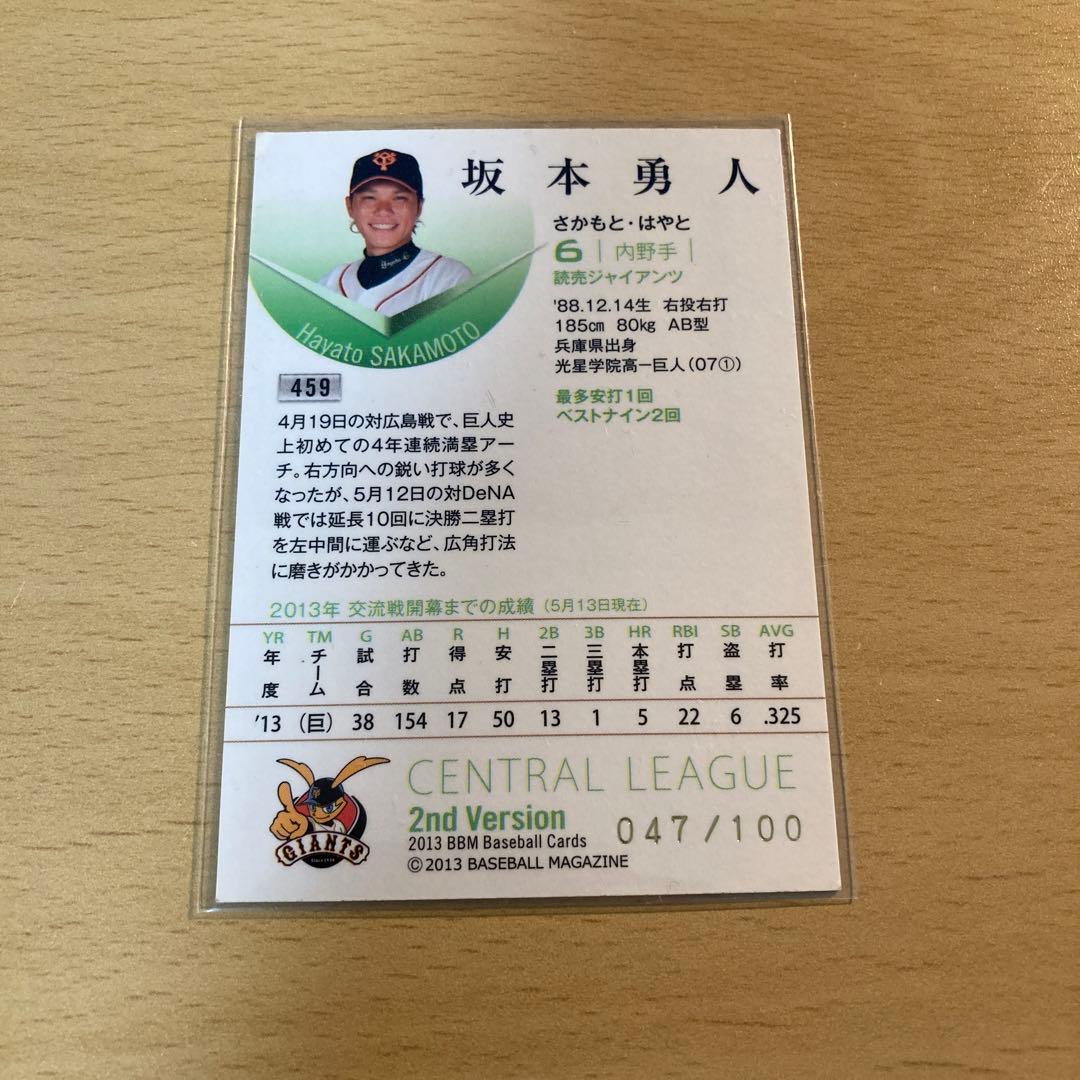 坂本勇人
さかもと・はやと
6 | 内野手 |
読売ジャイアンツ
'88.12.14生 右投右打
185cm 80kg AB型
兵庫県出身
光星学院高ー巨人(07①)
最多安打1回
ベストナイン2回
Hayato SAKAMOTO
459
4月19日の対広島戦で、巨人史
上初めての4年連続満塁アー
チ。右方向への鋭い打球が多く
なったが、5月12日の対DeNA
戦では延長10回に決勝二塁打
を左中間に運ぶなど、広角打法
に磨きがかかってきた。
2013年 交流戦開幕までの成績 (5月13日現在)
YR TM G AB R H 2B 3B HR RBI SB AVG
年度 チーム 試合 打数 得点 安打 二塁打 三塁打 本塁打 打点 盗塁 打率
'13 (巨) 38 154 17 50 13 1 5 22 6 .325
CENTRAL LEAGUE
2nd Version
2013 BBM Baseball Cards
©2013 BASEBALL MAGAZINE
047/100
GIANTS